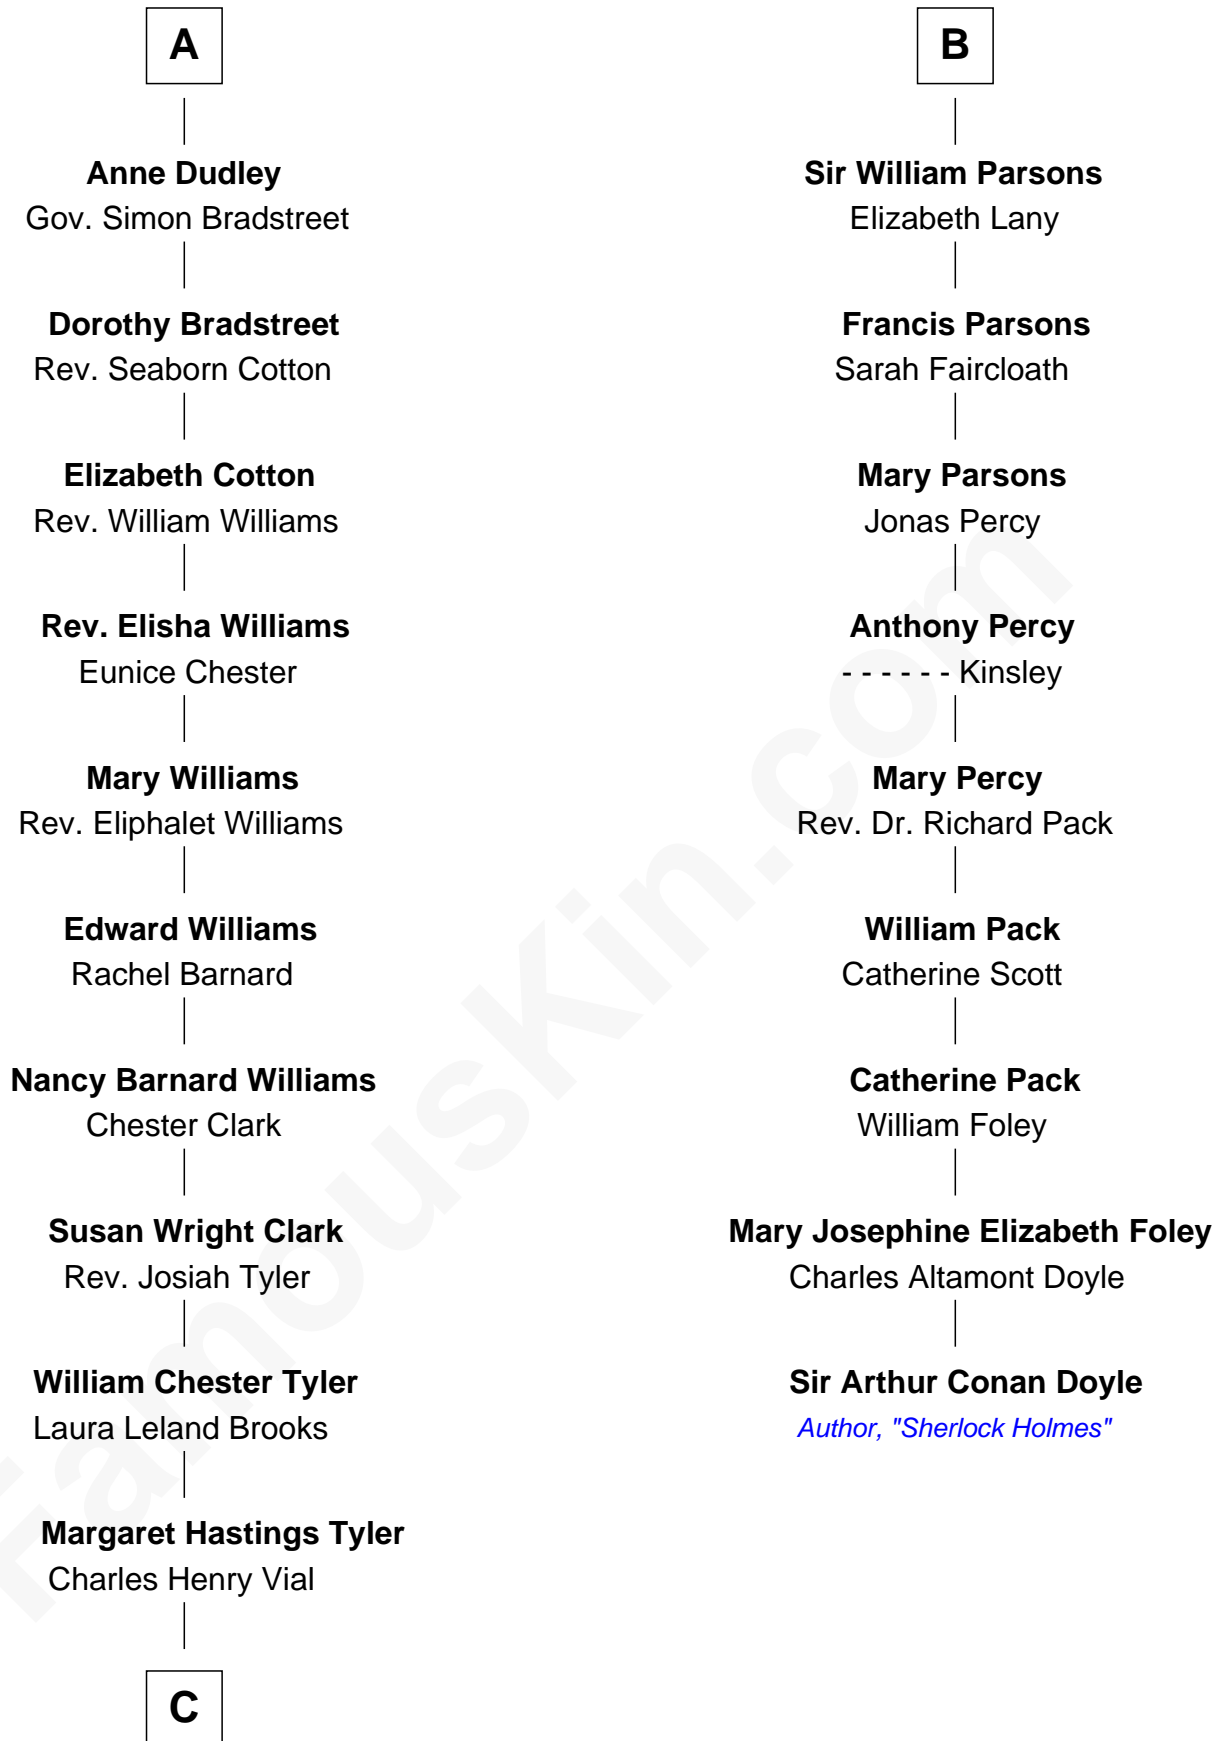 A
Anne Dudley
Gov. Simon Bradstreet
Dorothy Bradstreet
Rev. Seaborn Cotton
Elizabeth Cotton
Rev. William Williams
Rev. Elisha Williams
Eunice Chester
Mary Williams
Rev. Eliphalet Williams
Edward Williams
Rachel Barnard
Nancy Barnard Williams
Chester Clark
Susan Wright Clark
Rev. Josiah Tyler
William Chester Tyler
Laura Leland Brooks
Margaret Hastings Tyler
Charles Henry Vial
C
B
Sir William Parsons
Elizabeth Lany
Francis Parsons
Sarah Faircloath
Mary Parsons
Jonas Percy
Anthony Percy
- - - - - - Kinsley
Mary Percy
Rev. Dr. Richard Pack
William Pack
Catherine Scott
Catherine Pack
William Foley
Mary Josephine Elizabeth Foley
Charles Altamont Doyle
Sir Arthur Conan Doyle
Author, "Sherlock Holmes"
FamousKin.com